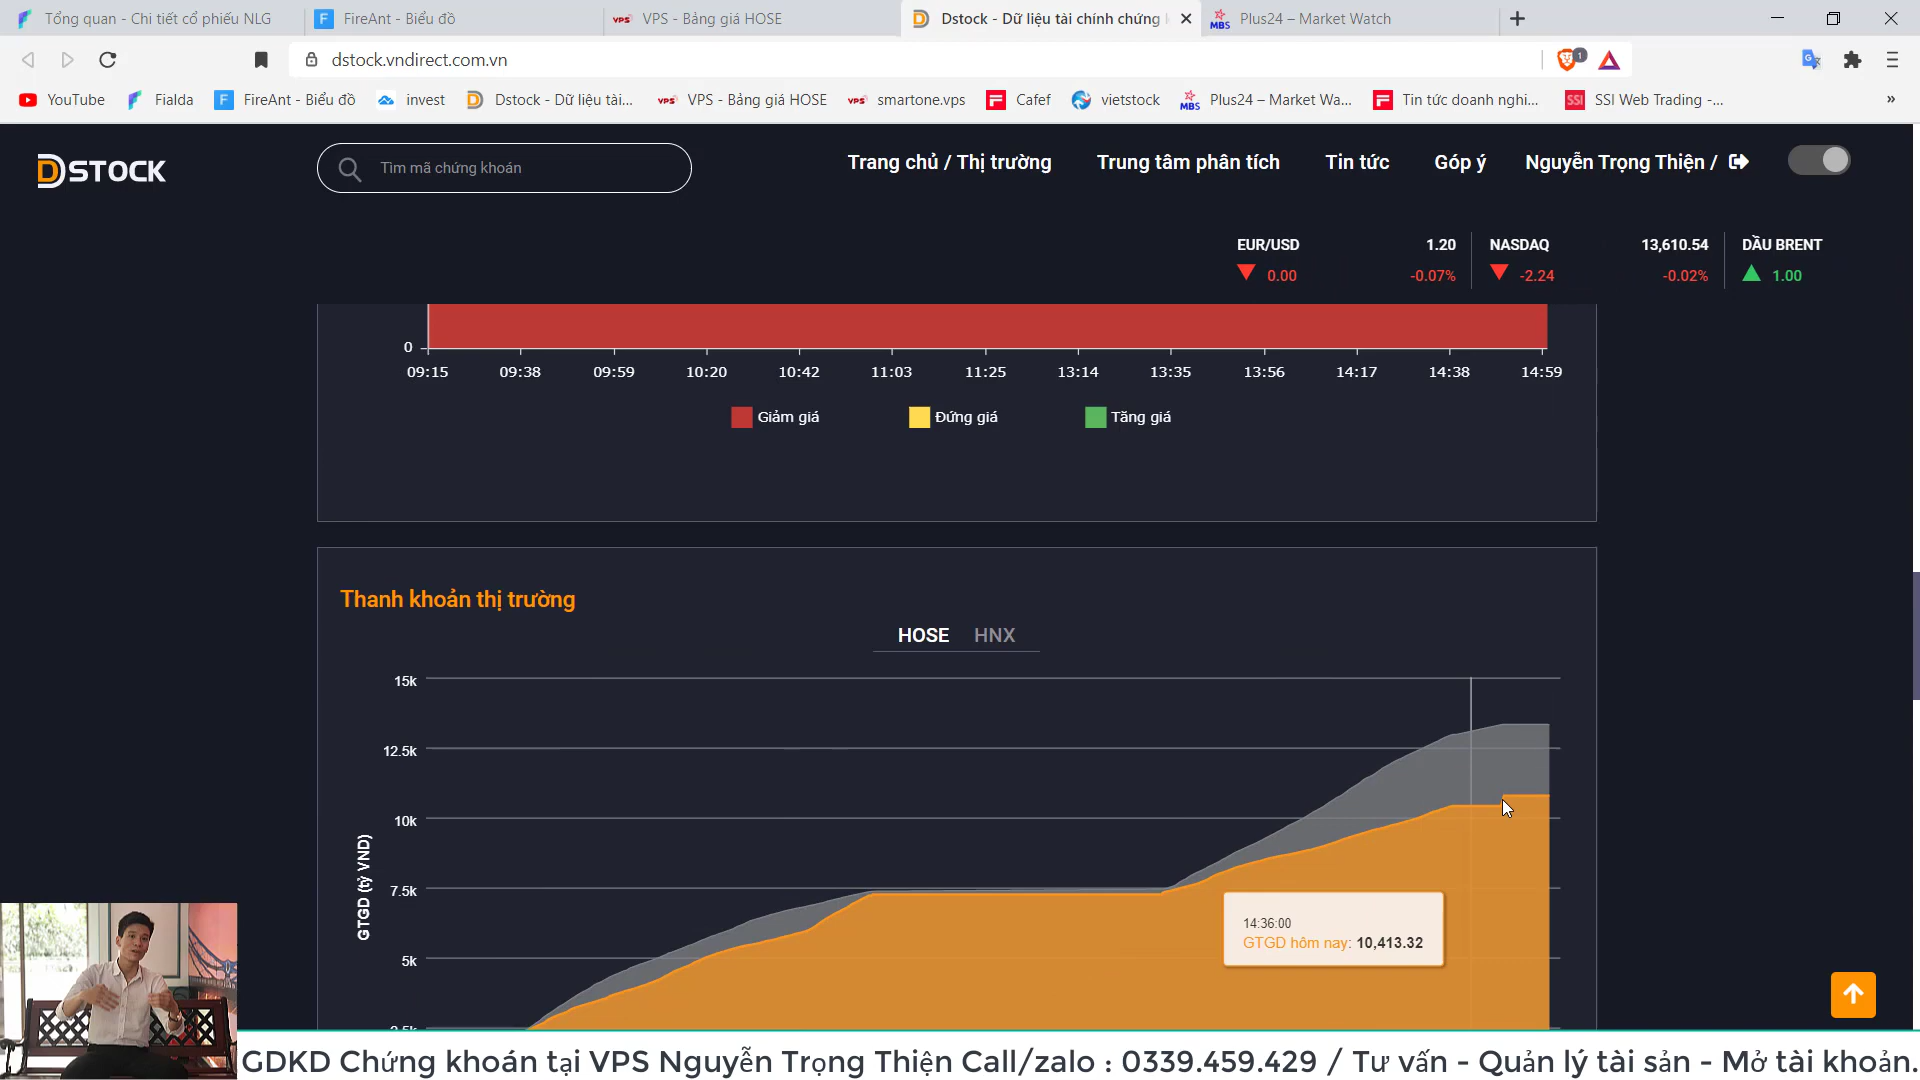 Tổng quan - Chi tiết cổ phiếu NLG
FireAnt - Biểu đồ
VPS - Bảng giá HOSE
Dstock - Dữ liệu tài chính chứng
Plus24 – Market Watch
dstock.vndirect.com.vn
1
YouTube
Fialda
FireAnt - Biểu đồ
invest
Dstock - Dữ liệu tài...
VPS - Bảng giá HOSE
smartone.vps
Cafef
vietstock
Plus24 – Market Wa...
Tin tức doanh nghi...
SSI Web Trading -...
DSTOCK
Tìm mã chứng khoán
Trang chủ / Thị trường
Trung tâm phân tích
Tin tức
Góp ý
Nguyễn Trọng Thiện /
EUR/USD 1.20
0.00 -0.07%
NASDAQ 13,610.54
-2.24 -0.02%
DẦU BRENT
1.00
0
09:15 09:38 09:59 10:20 10:42 11:03 11:25 13:14 13:35 13:56 14:17 14:38 14:59
Giảm giá Đứng giá Tăng giá
Thanh khoản thị trường
HOSE HNX
15k
12.5k
10k
7.5k
5k
GTGD (tỷ VND)
14:36:00
GTGD hôm nay: 10,413.32
GDKD Chứng khoán tại VPS Nguyễn Trọng Thiện Call/zalo : 0339.459.429 / Tư vấn - Quản lý tài sản - Mở tài khoản.